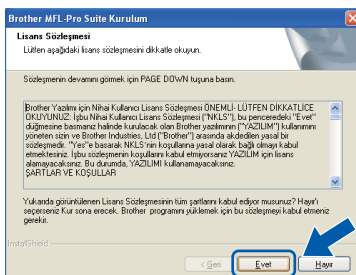 Brother MFL-Pro Suite Kurulum
Lisans Sözleşmesi
Lütfen aşağıdaki lisans sözleşmesini dikkatle okuyun.
Sözleşmenin devamını görmek için PAGE DOWN tuşuna basın.
Brother Yazılımı için Nihai Kullanıcı Lisans Sözleşmesi ÖNEMLİ- LÜTFEN DİKKATLİCE
OKUYUNUZ: İşbu Nihai Kullanıcı Lisans Sözleşmesi ("NKLS"), bu penceredeki "Evet"
düğmesine basmanız halinde kurulacak olan Brother yazılımının ("YAZILIM") kullanımını
yöneten sizin ve Brother Industries, Ltd ("Brother") arasında akdedilen yasal bir
sözleşmedir. "Yes"e basarak NKLS'nin koşullarına yasal olarak bağlı olmayı kabul
etmektesiniz. İşbu sözleşmenin koşullarını kabul etmiyorsanız YAZILIM için lisans
alamayacaksınız. Bu durumda, YAZILIMI kullanamayacaksınız.
ŞARTLAR VE KOŞULLAR
Yukarıda görüntülenen Lisans Sözleşmesinin tüm şartlarını kabul ediyor musunuz? Hayır'ı
seçerseniz Kur sona erecek. Brother programını yüklemek için bu sözleşmeyi kabul etmeniz
gerekir.
InstallShield
< Geri
Evet
Hayır